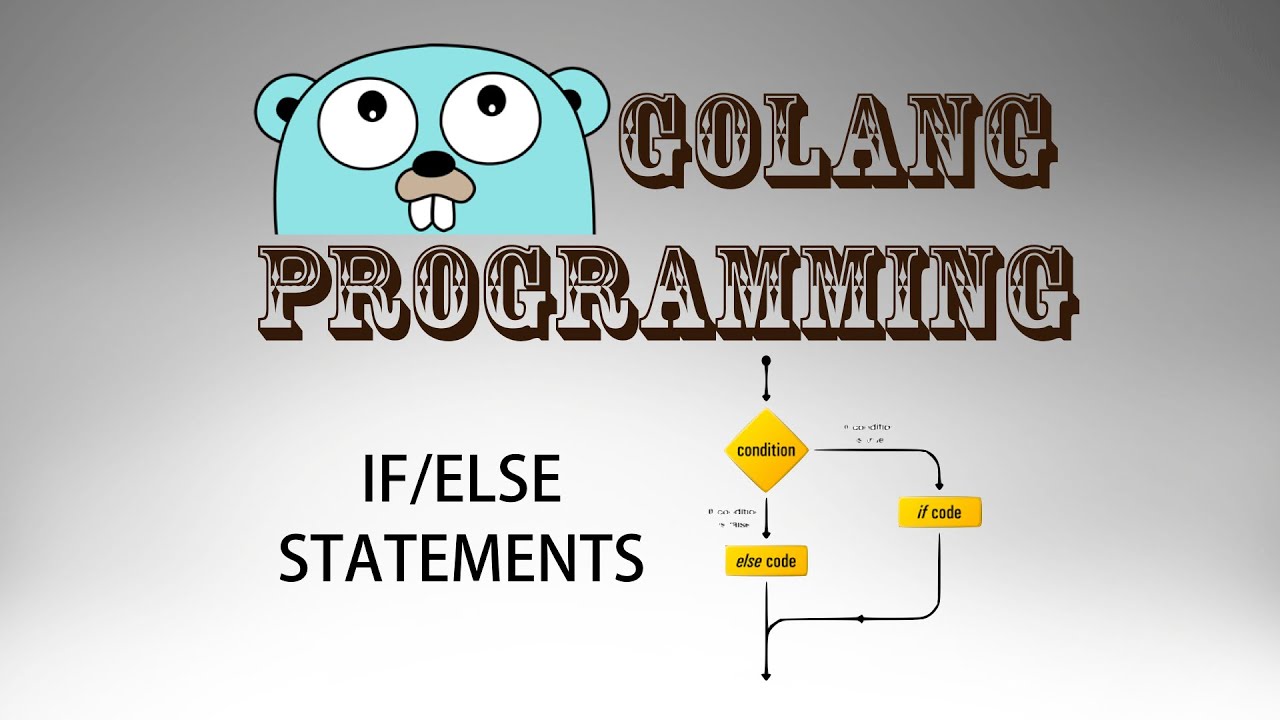 GOLANG
PROGRAMMING
IF/ELSE
STATEMENTS
condition
if code
else code